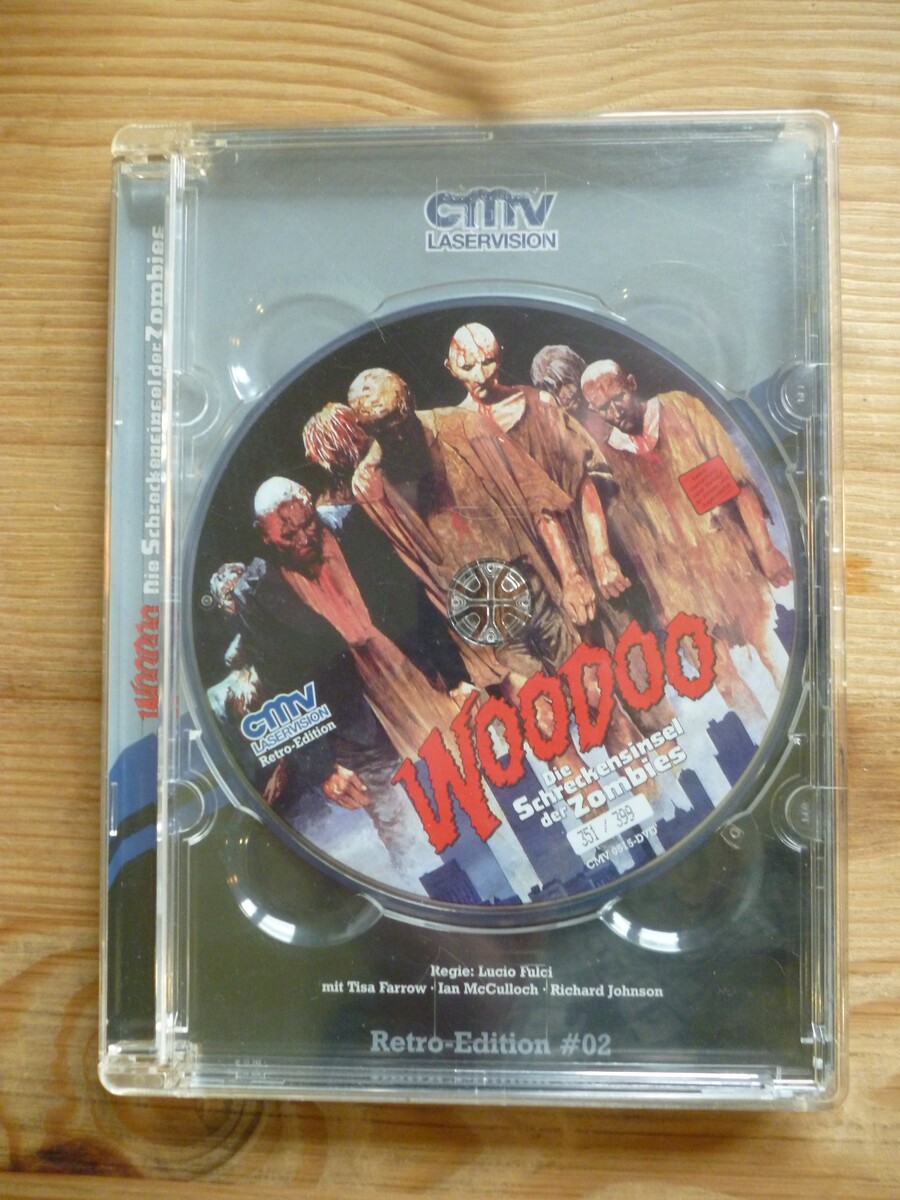 cmv
LASERVISION
Die Schreckensinsel der Zombies
cmv
LASERVISION
Retro-Edition
WOODOO
Die
Schreckensinsel
der Zombies
351 / 399
Regie: Lucio Fulci
mit Tisa Farrow · Ian McCulloch · Richard Johnson
Retro-Edition #02